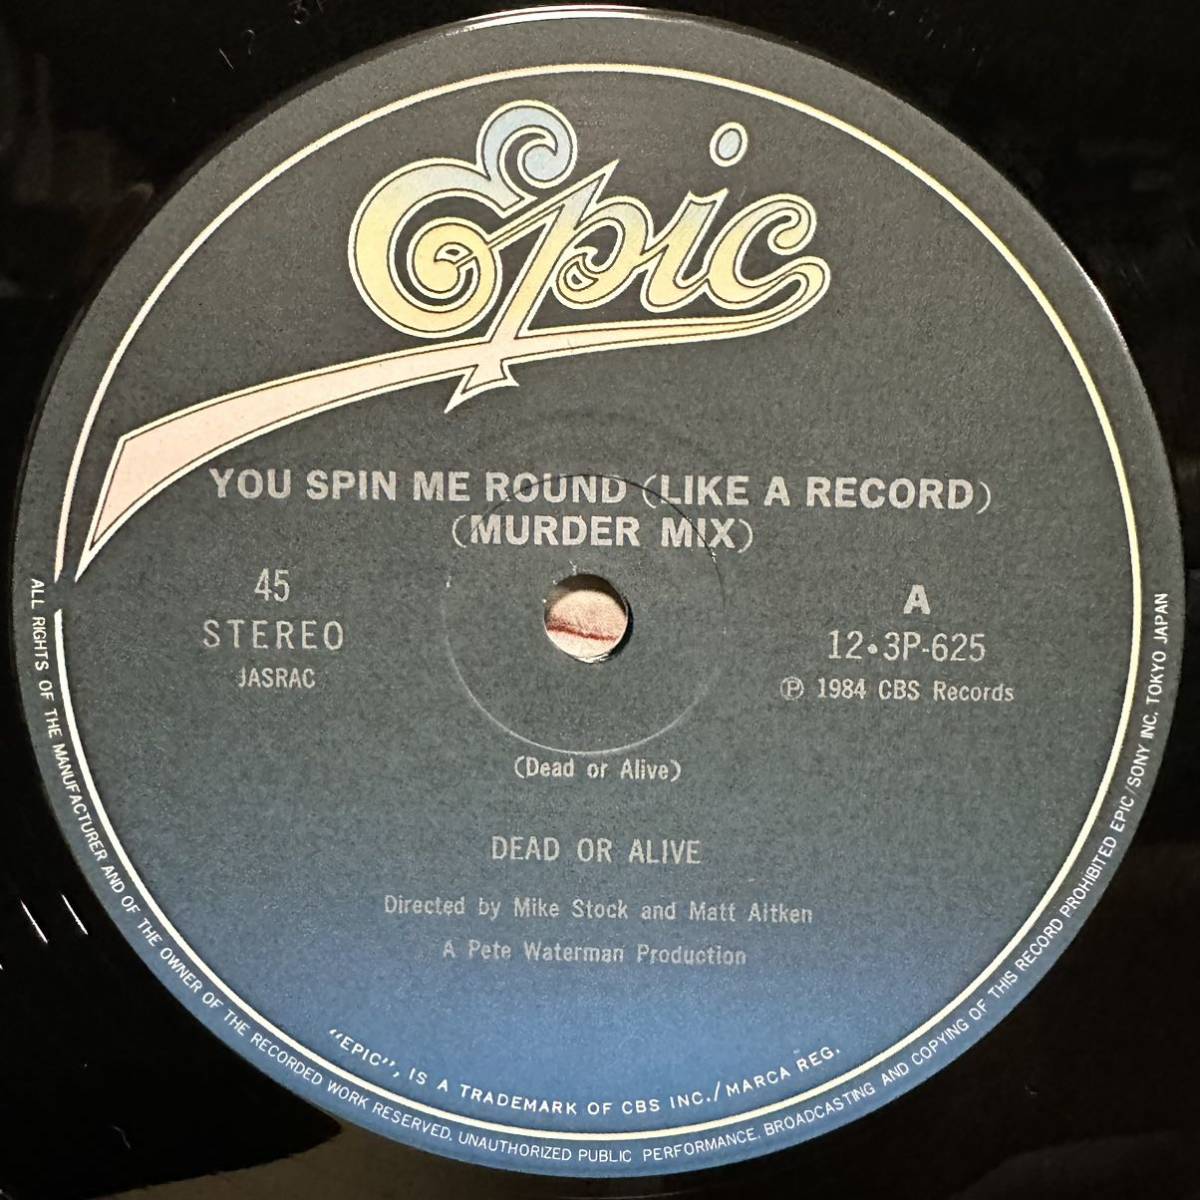 Epic
YOU SPIN ME ROUND (LIKE A RECORD)
(MURDER MIX)
45
STEREO
JASRAC
A
12•3P-625
Ⓟ 1984 CBS Records
(Dead or Alive)
DEAD OR ALIVE
Directed by Mike Stock and Matt Aitken
A Pete Waterman Production
"EPIC", IS A TRADEMARK OF CBS INC./MARCA REG.
ALL RIGHTS OF THE MANUFACTURER AND OF THE OWNER OF THE RECORDED WORK RESERVED. UNAUTHORIZED PUBLIC PERFORMANCE. BROADCASTING AND COPYING OF THIS RECORD PROHIBITED EPIC/SONY INC. TOKYO JAPAN